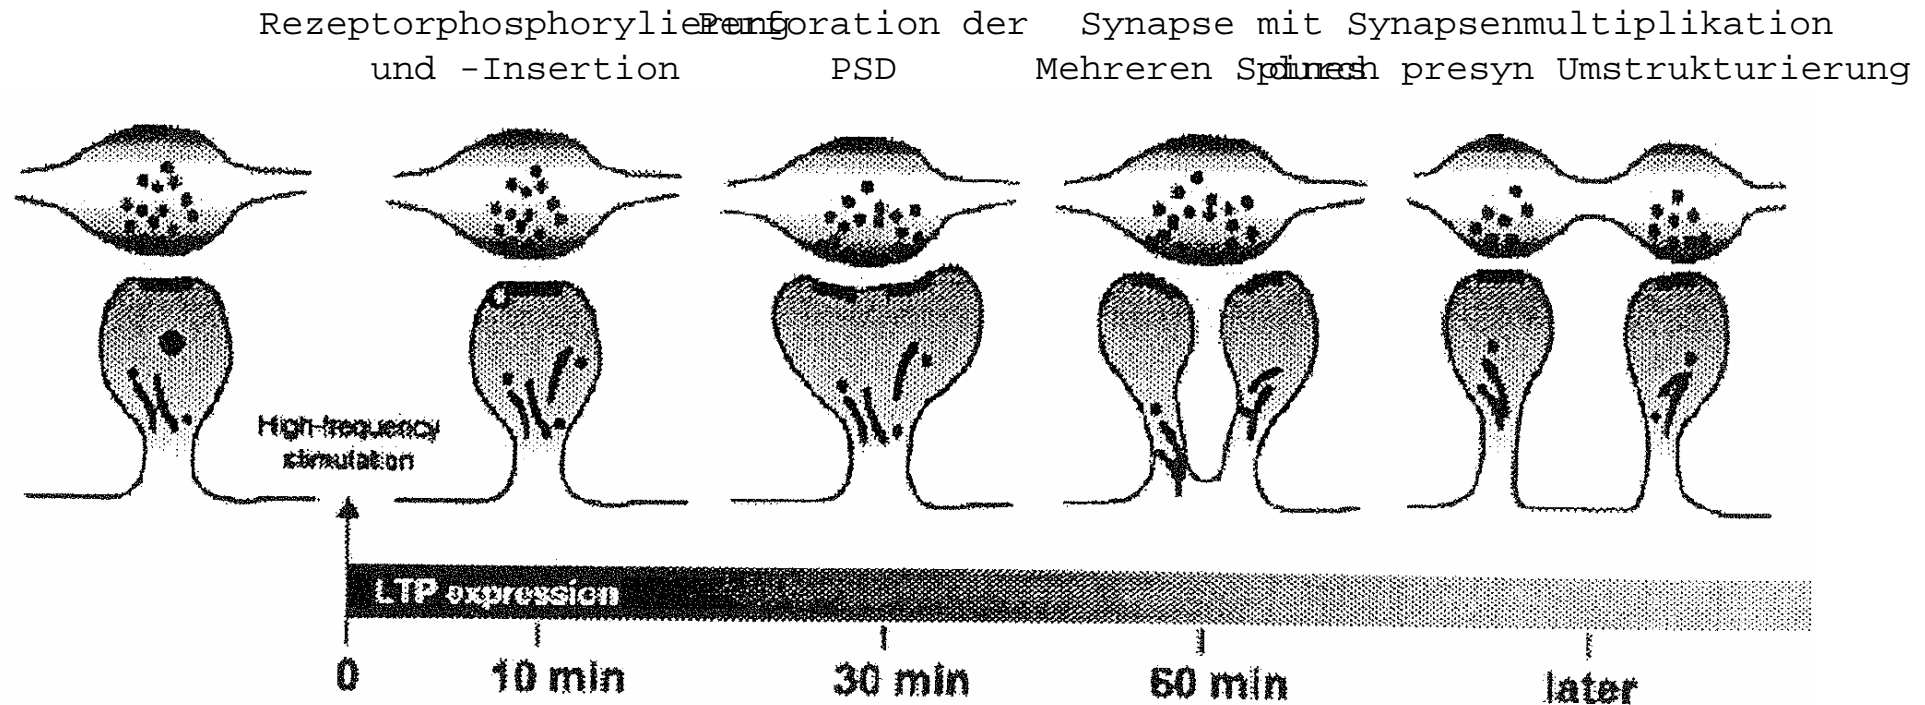 Rezeptorphosphorylierung
und -Insertion
Perforation der
PSD
Synapse mit
Mehreren Spines
Synapsenmultiplikation
durch presyn Umstrukturierung
High-frequency
stimulation
LTP expression
0
10 min
30 min
60 min
later